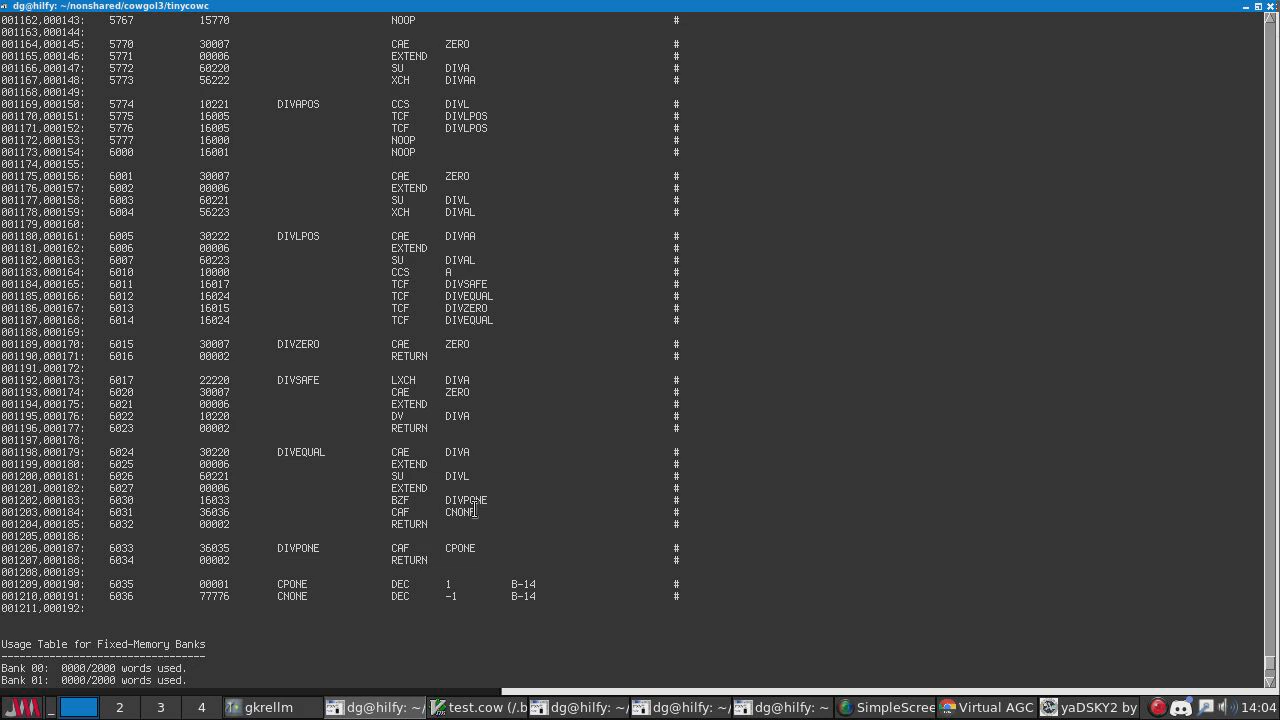 dg@hilfy: ~/nonshared/cowgol3/tinycowc
001162,000143: 5767 15770 NOOP #
001163,000144:
001164,000145: 5770 30007 CAE ZERO #
001165,000146: 5771 00006 EXTEND #
001166,000147: 5772 60220 SU DIVA #
001167,000148: 5773 56222 XCH DIVAA #
001168,000149:
001169,000150: 5774 10221 DIVAPOS CCS DIVL #
001170,000151: 5775 16005 TCF DIVLPOS #
001171,000152: 5776 16005 TCF DIVLPOS #
001172,000153: 5777 16000 NOOP #
001173,000154: 6000 16001 NOOP #
001174,000155:
001175,000156: 6001 30007 CAE ZERO #
001176,000157: 6002 00006 EXTEND #
001177,000158: 6003 60221 SU DIVL #
001178,000159: 6004 56223 XCH DIVAL #
001179,000160:
001180,000161: 6005 30222 DIVLPOS CAE DIVAA #
001181,000162: 6006 00006 EXTEND #
001182,000163: 6007 60223 SU DIVAL #
001183,000164: 6010 10000 CCS A #
001184,000165: 6011 16017 TCF DIVSAFE #
001185,000166: 6012 16024 TCF DIVEQUAL #
001186,000167: 6013 16015 TCF DIVZERO #
001187,000168: 6014 16024 TCF DIVEQUAL #
001188,000169:
001189,000170: 6015 30007 DIVZERO CAE ZERO #
001190,000171: 6016 00002 RETURN #
001191,000172:
001192,000173: 6017 22220 DIVSAFE LXCH DIVA #
001193,000174: 6020 30007 CAE ZERO #
001194,000175: 6021 00006 EXTEND #
001195,000176: 6022 10220 DV DIVA #
001196,000177: 6023 00002 RETURN #
001197,000178:
001198,000179: 6024 30220 DIVEQUAL CAE DIVA #
001199,000180: 6025 00006 EXTEND #
001200,000181: 6026 60221 SU DIVL #
001201,000182: 6027 00006 EXTEND #
001202,000183: 6030 16033 BZF DIVPONE #
001203,000184: 6031 36036 CAF CNONE #
001204,000185: 6032 00002 RETURN #
001205,000186:
001206,000187: 6033 36035 DIVPONE CAF CPONE #
001207,000188: 6034 00002 RETURN #
001208,000189:
001209,000190: 6035 00001 CPONE DEC 1 B-14 #
001210,000191: 6036 77776 CNONE DEC -1 B-14 #
001211,000192:
Usage Table for Fixed-Memory Banks
----------------------------------
Bank 00: 0000/2000 words used.
Bank 01: 0000/2000 words used.
2 3 4 gkrellm dg@hilfy: ~/ test.cow (/.b dg@hilfy: ~/ dg@hilfy: ~/ dg@hilfy: ~ SimpleScree Virtual AGC yaDSKY2 by 14:04